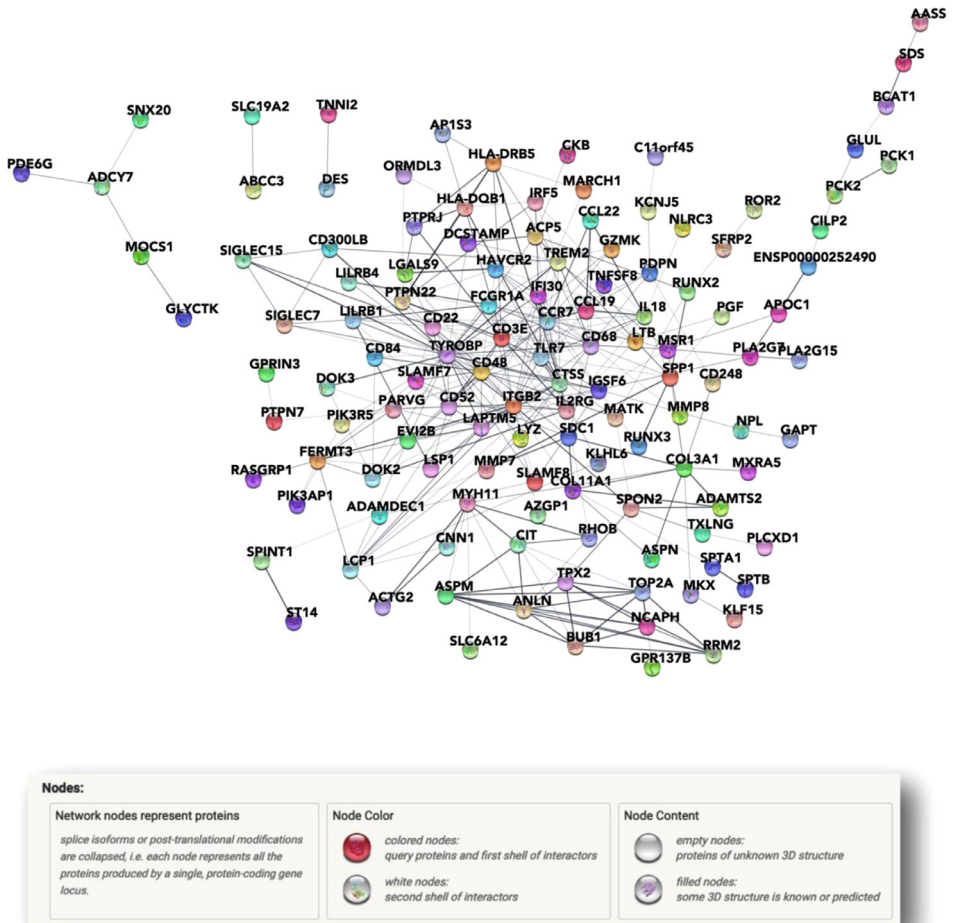 AASS
SDS
BCAT1
SNX20
SLC19A2
TNNI2
AP1S3
HLA-DRB5
CKB
C11orf45
GLUL
PCK1
PDE6G
ADCY7
ABCC3
DES
ORMDL3
MARCH1
PCK2
HLA-DQB1
IRF5
KCNJ5
ROR2
PTPRJ
CCL22
NLRC3
CILP2
MOCS1
SIGLEC15
CD300LB
DCSTAMP
ACP5
GZMK
SFRP2
ENSP00000252490
LILRB4
LGALS9
HAVCR2
TREM2
TNFSF8
PDPN
RUNX2
PTPN22
FCGR1A
IFI30
CCL19
IL18
PGF
APOC1
GLYCTK
SIGLEC7
LILRB1
CD22
CCR7
CD3E
CD68
LTB
MSR1
CD84
TYROBP
TLR7
PLA2G7
PLA2G15
GPRIN3
DOK3
SLAMF7
CD48
CTSS
IGSF6
SPP1
CD248
PTPN7
PIK3R5
PARVG
CD52
ITGB2
IL2RG
MATK
MMP8
LAPTM5
EVI2B
LYZ
SDC1
RUNX3
NPL
GAPT
FERMT3
RASGRP1
DOK2
LSP1
MMP7
KLHL6
COL3A1
MXRA5
SLAMF8
COL11A1
PIK3AP1
ADAMDEC1
MYH11
AZGP1
SPON2
ADAMTS2
TXLNG
PLCXD1
CNN1
CIT
RHOB
SPINT1
LCP1
ASPN
SPTA1
ASPM
TPX2
TOP2A
MKX
SPTB
ACTG2
ANLN
KLF15
ST14
NCAPH
SLC6A12
BUB1
RRM2
GPR137B
Nodes:
Network nodes represent proteins
splice isoforms or post-translational modifications
are collapsed, i.e. each node represents all the
proteins produced by a single, protein-coding gene
locus.
Node Color
colored nodes:
query proteins and first shell of interactors
white nodes:
second shell of interactors
Node Content
empty nodes:
proteins of unknown 3D structure
filled nodes:
some 3D structure is known or predicted